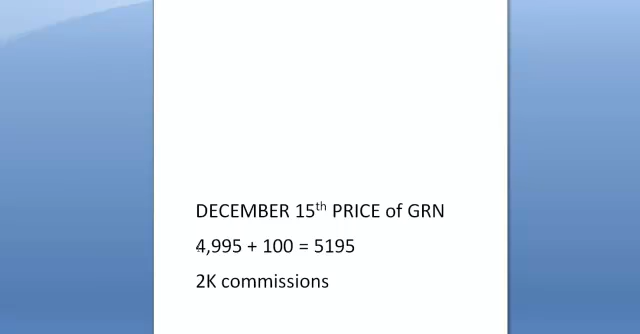 DECEMBER 15th PRICE of GRN
4,995 + 100 = 5195
2K commissions